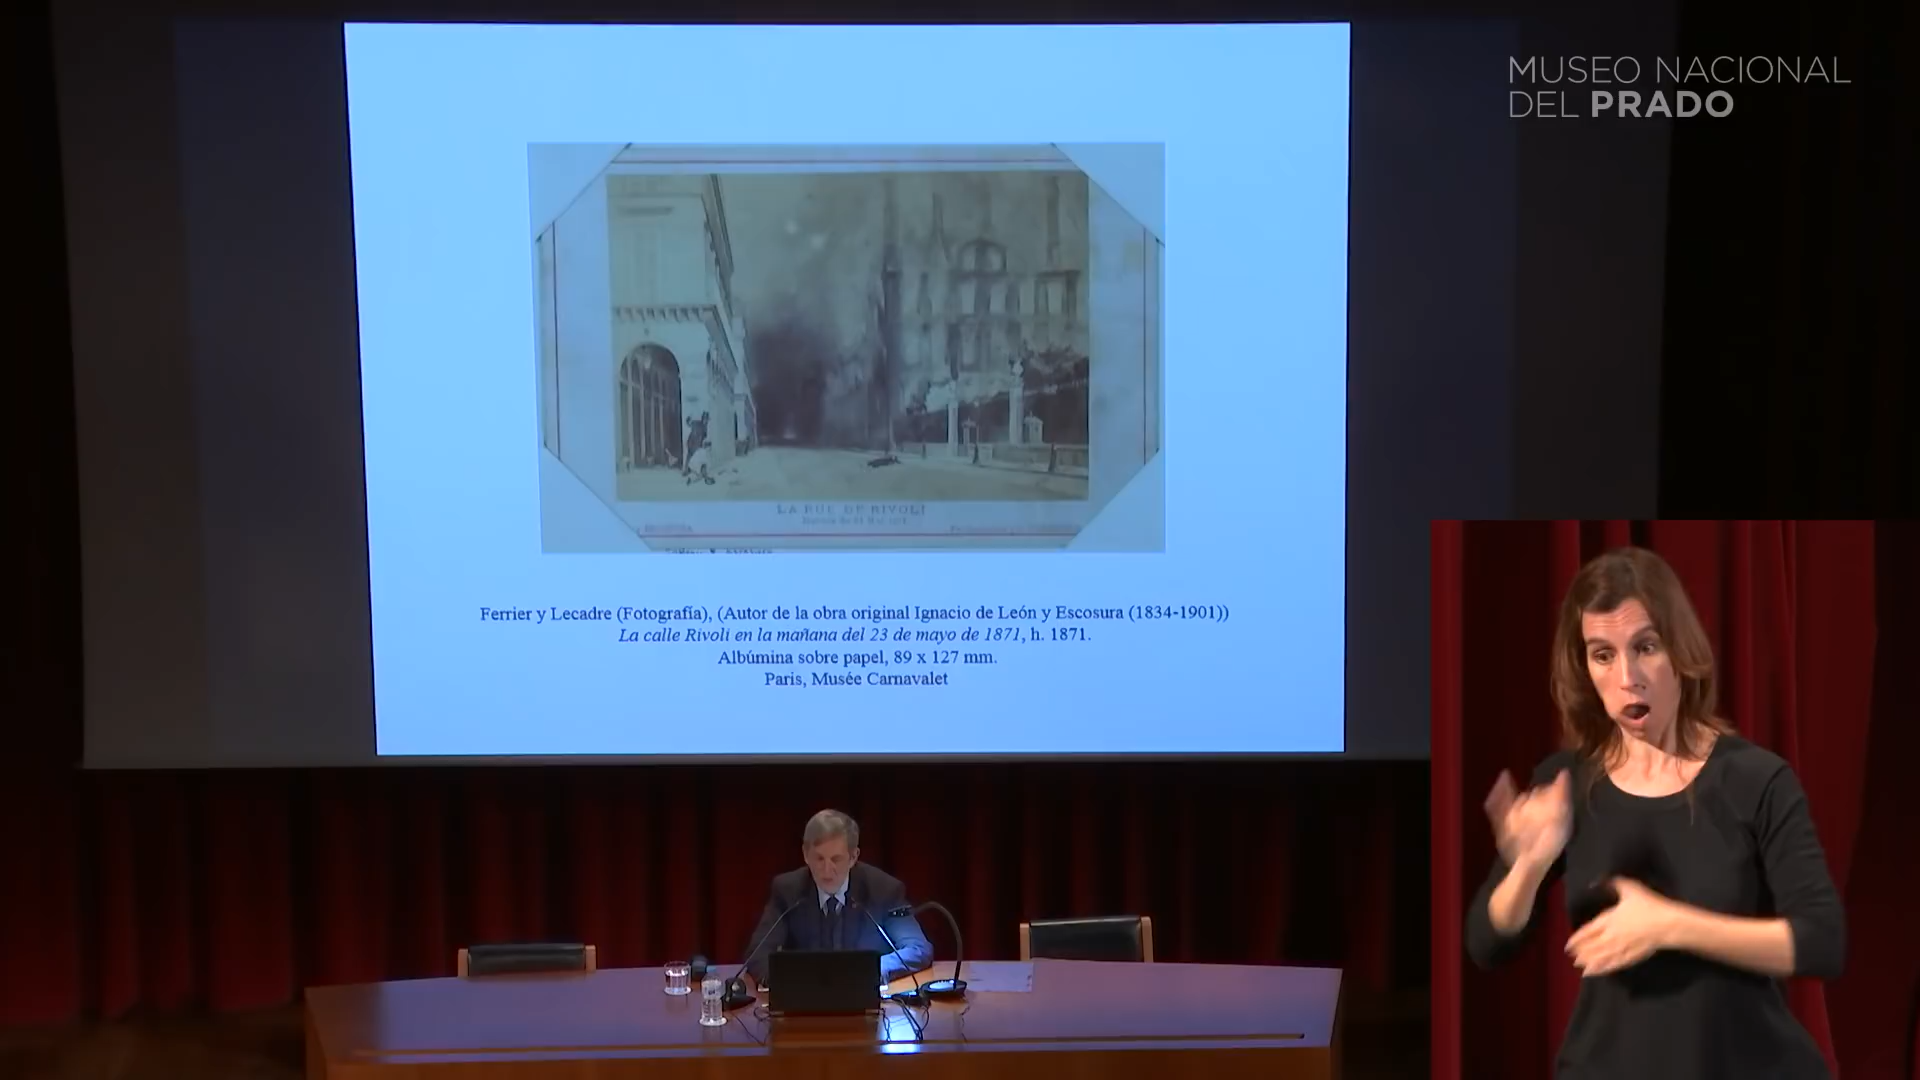 MUSEO NACIONAL
DEL PRADO
LA RUE DE RIVOLI
Ferrier y Lecadre (Fotografía), (Autor de la obra original Ignacio de León y Escosura (1834-1901))
La calle Rivoli en la mañana del 23 de mayo de 1871, h. 1871.
Albúmina sobre papel, 89 x 127 mm.
Paris, Musée Carnavalet